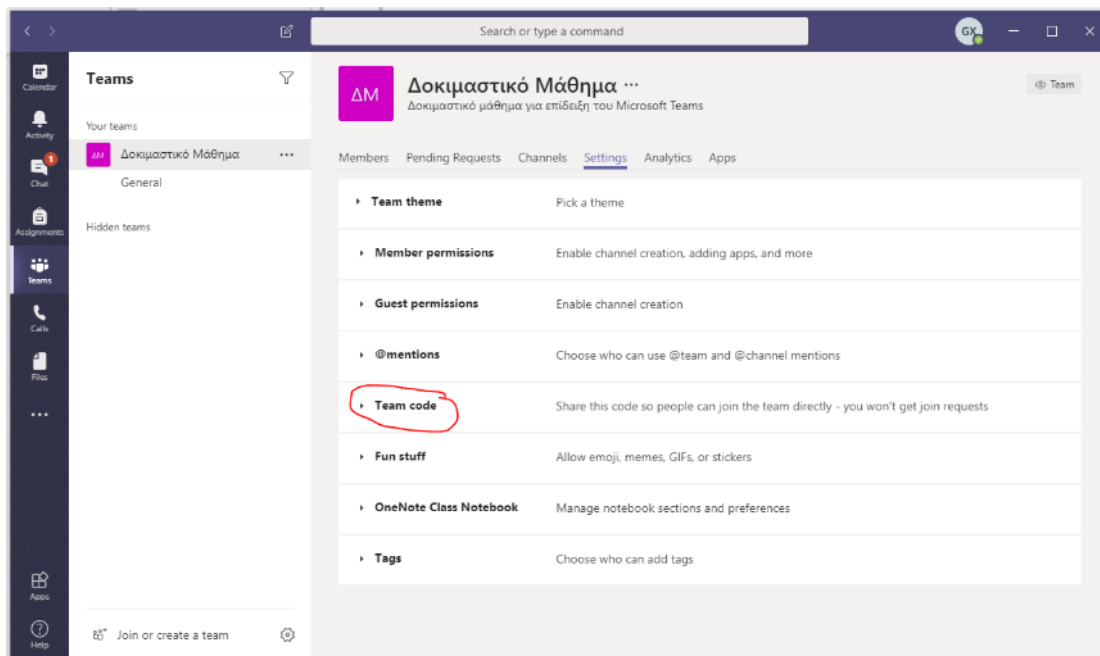 Search or type a command
GX
Calendar
Activity
1
Chat
Assignments
Teams
Calls
Files
Apps
Help
Teams
Your teams
ΔΜ Δοκιμαστικό Μάθημα ...
General
Hidden teams
Join or create a team
ΔΜ
Δοκιμαστικό Μάθημα ...
Δοκιμαστικό μάθημα για επίδειξη του Microsoft Teams
Team
Members Pending Requests Channels Settings Analytics Apps
Team theme Pick a theme
Member permissions Enable channel creation, adding apps, and more
Guest permissions Enable channel creation
@mentions Choose who can use @team and @channel mentions
Team code Share this code so people can join the team directly - you won't get join requests
Fun stuff Allow emoji, memes, GIFs, or stickers
OneNote Class Notebook Manage notebook sections and preferences
Tags Choose who can add tags